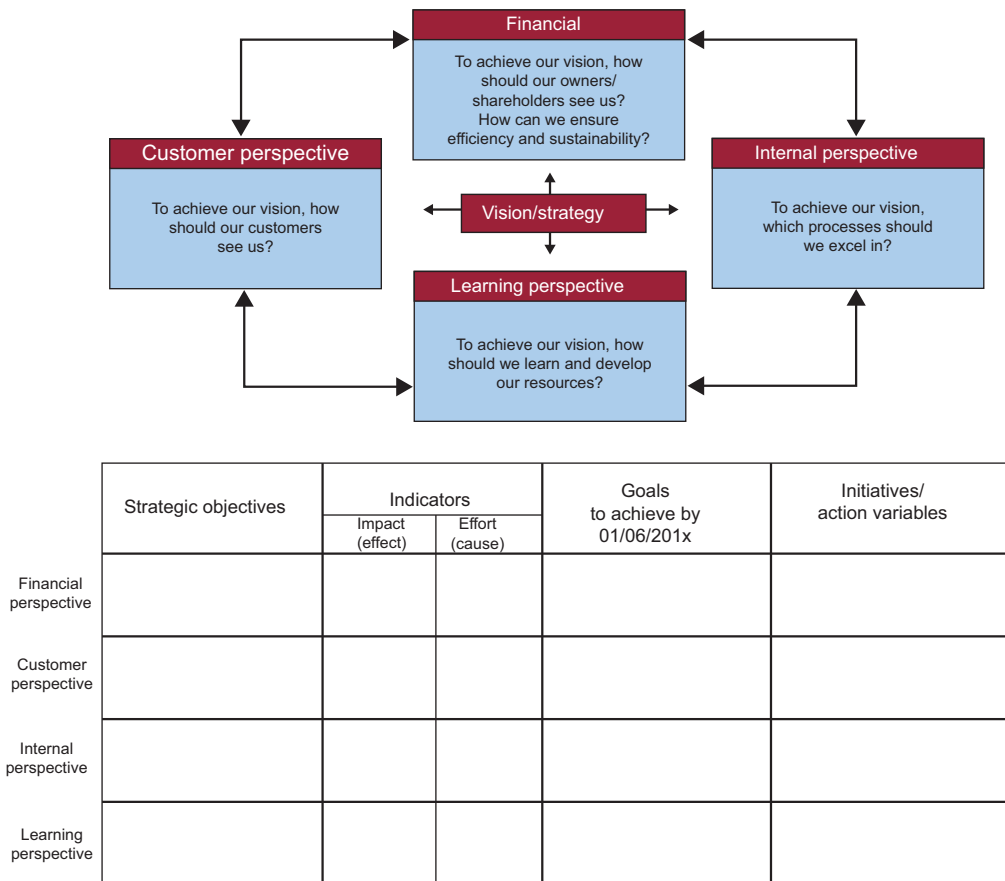 Financial
To achieve our vision, how
should our owners/
shareholders see us?
How can we ensure
efficiency and sustainability?
Customer perspective
To achieve our vision, how
should our customers
see us?
Vision/strategy
Internal perspective
To achieve our vision,
which processes should
we excel in?
Learning perspective
To achieve our vision, how
should we learn and develop
our resources?
Strategic objectives
Indicators
Impact
(effect)
Effort
(cause)
Goals
to achieve by
01/06/201x
Initiatives/
action variables
Financial
perspective
Customer
perspective
Internal
perspective
Learning
perspective